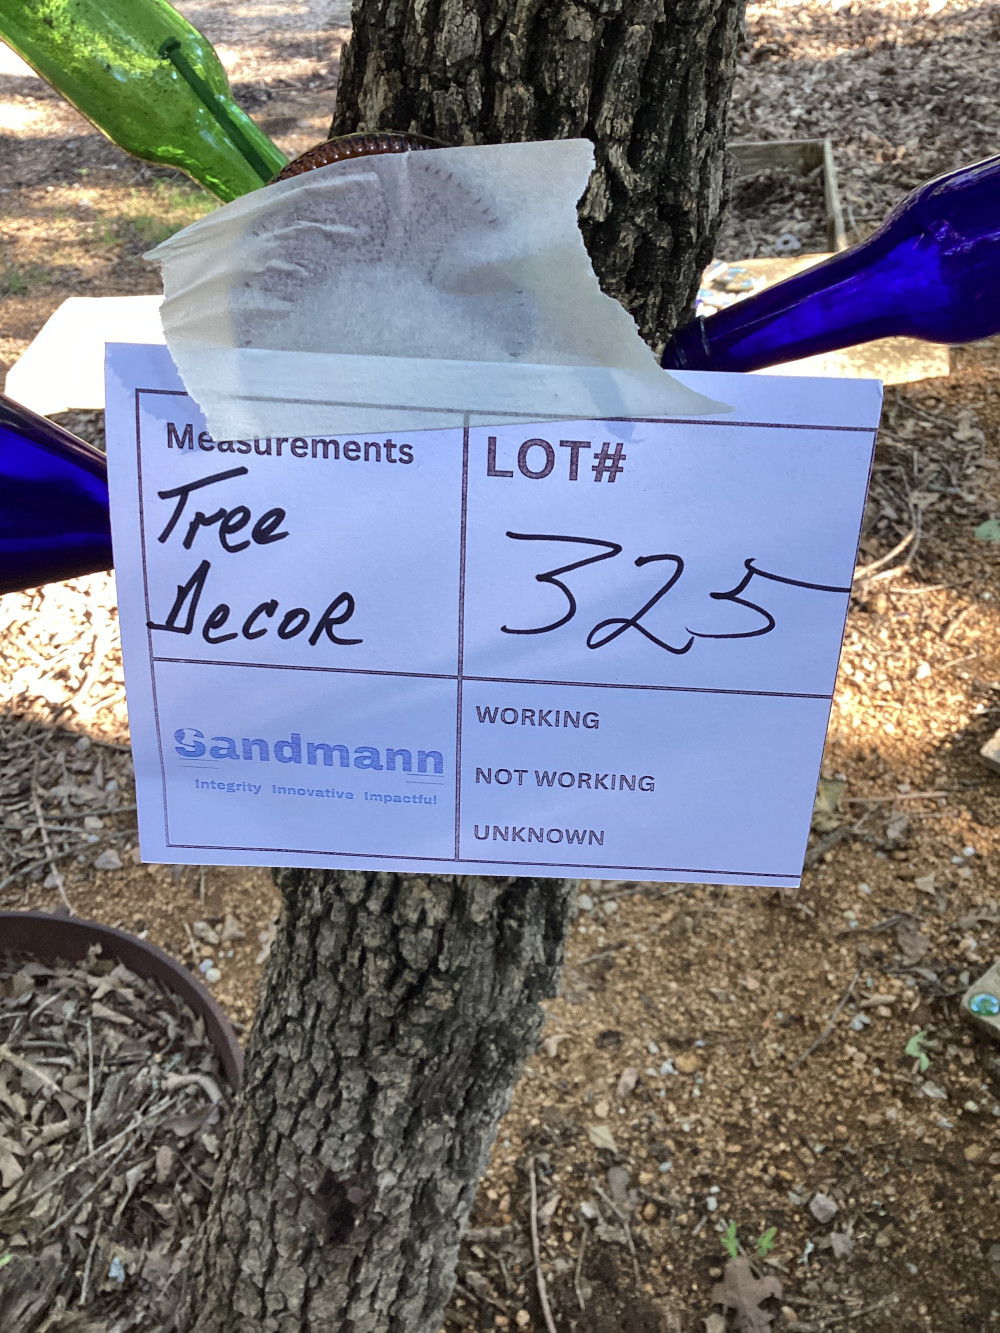 Measurements
Tree
Decor
LOT#
325
Sandmann
Integrity Innovative Impactful
WORKING
NOT WORKING
UNKNOWN